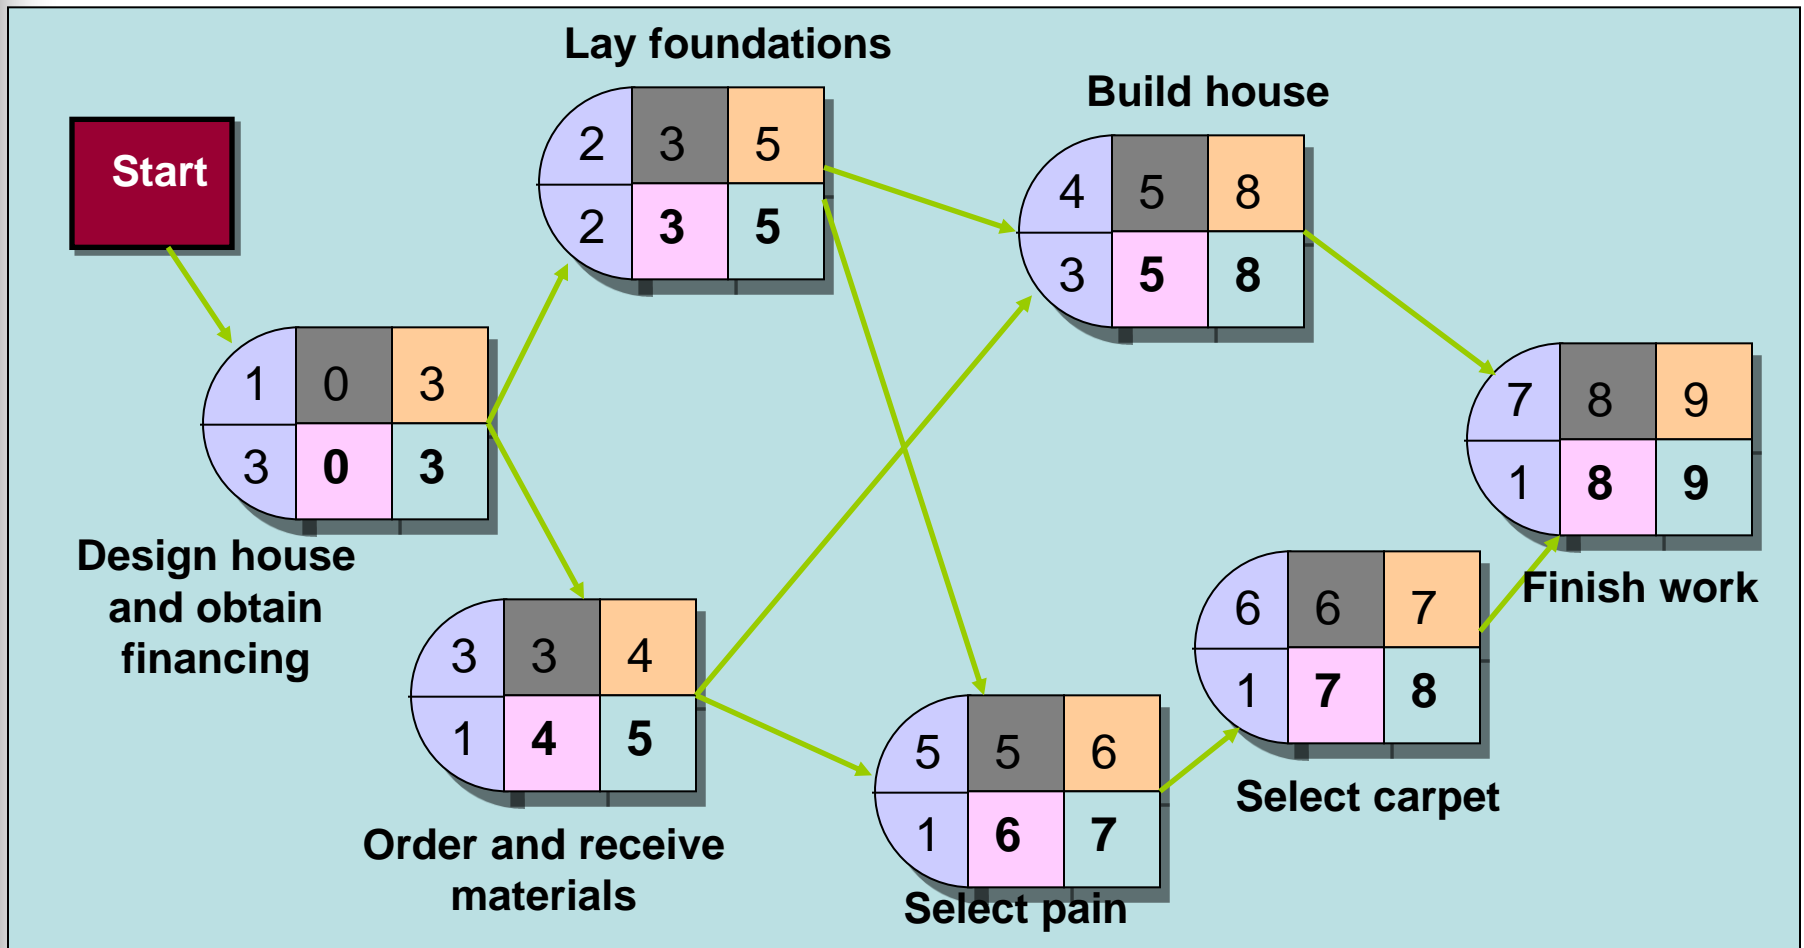 Lay foundations
Build house
Start
2 3 5
2 3 5
4 5 8
3 5 8
1 0 3
3 0 3
7 8 9
1 8 9
Design house
and obtain
financing
Finish work
3 3 4
1 4 5
6 6 7
1 7 8
5 5 6
1 6 7
Select carpet
Order and receive
materials
Select pain